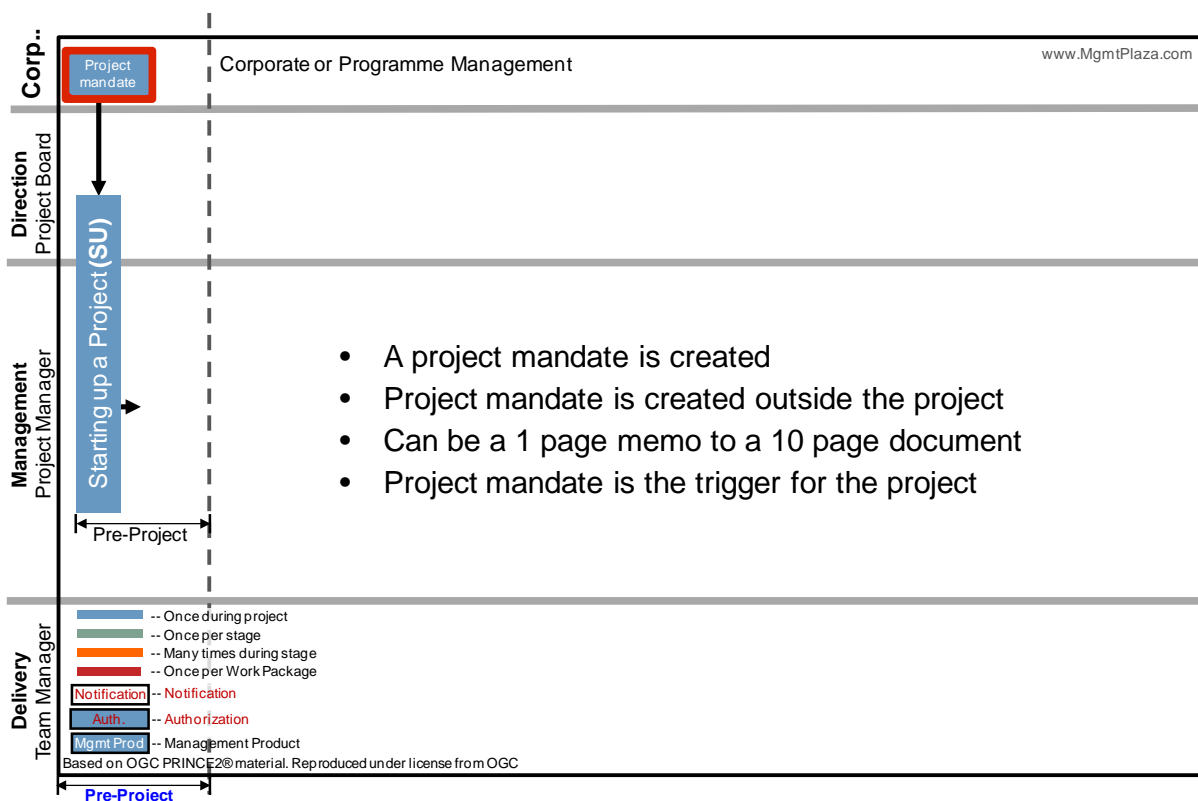 Corp..
Project
mandate
Corporate or Programme Management
www.MgmtPlaza.com
Direction
Project Board
Starting up a Project (SU)
Management
Project Manager
• A project mandate is created
• Project mandate is created outside the project
• Can be a 1 page memo to a 10 page document
• Project mandate is the trigger for the project
Pre-Project
Delivery
Team Manager
-- Once during project
-- Once per stage
-- Many times during stage
-- Once per Work Package
Notification -- Notification
Auth. -- Authorization
Mgmt Prod -- Management Product
Based on OGC PRINCE2® material. Reproduced under license from OGC
Pre-Project